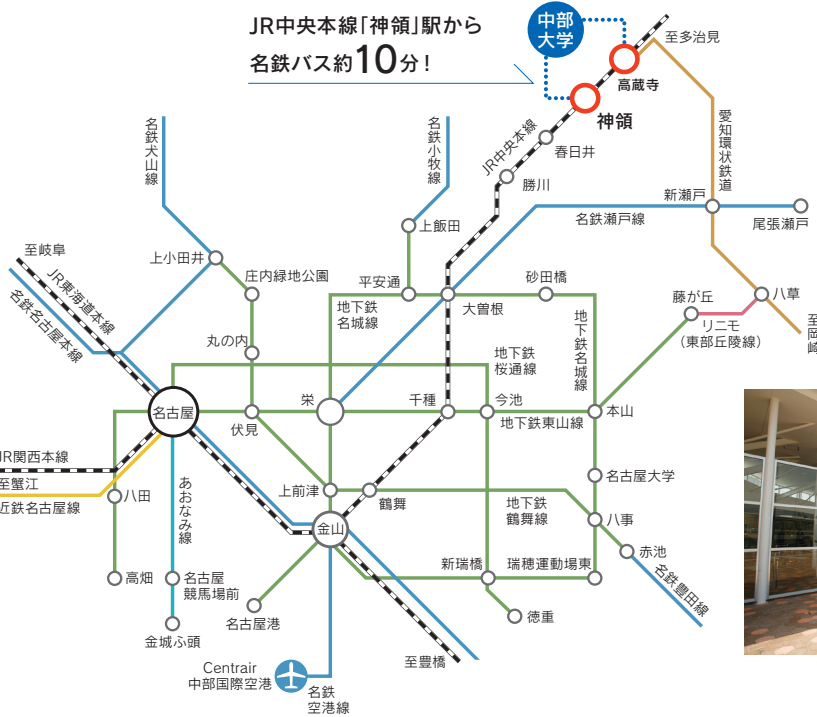 JR中央本線「神領」駅から
名鉄バス約10分！
中部
大学
至多治見
高蔵寺
神領
愛知環状鉄道
名鉄犬山線
名鉄小牧線
JR中央本線
春日井
勝川
新瀬戸
名鉄瀬戸線
尾張瀬戸
上飯田
至岐阜
上小田井
JR東海道本線
名鉄名古屋本線
庄内緑地公園
平安通
大曽根
砂田橋
地下鉄
名城線
地下鉄名城線
藤が丘
八草
リニモ
（東部丘陵線）
至岡崎
丸の内
地下鉄
桜通線
名古屋
栄
千種
今池
本山
伏見
地下鉄東山線
JR関西本線
至蟹江
近鉄名古屋線
八田
あおなみ線
上前津
鶴舞
地下鉄
鶴舞線
名古屋大学
八事
金山
赤池
高畑
名古屋
競馬場前
新瑞橋
瑞穂運動場東
名鉄豊田線
名古屋港
徳重
金城ふ頭
至豊橋
Centrair
中部国際空港
名鉄
空港線